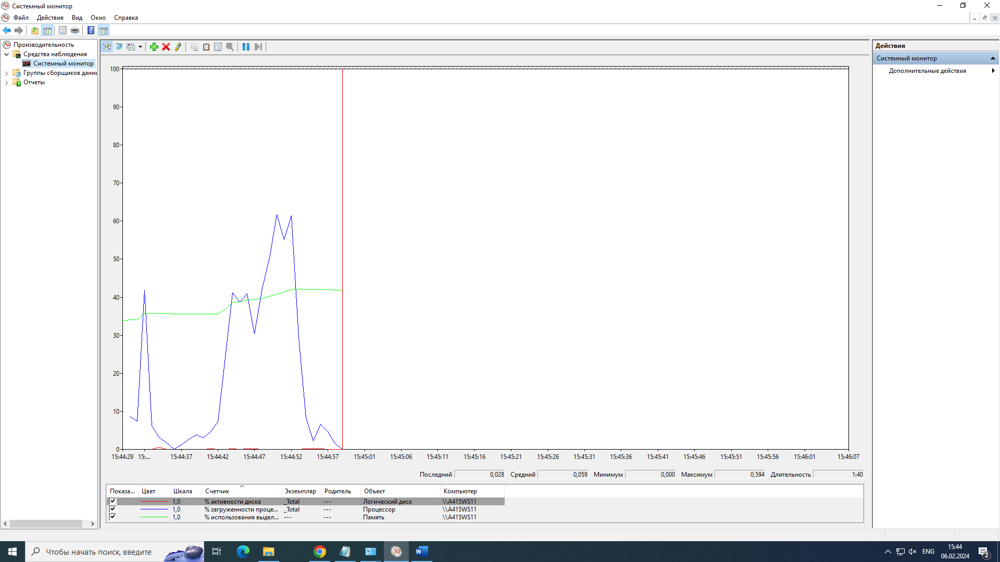 Системный монитор
Файл Действие Вид Окно Справка
Производительность
Средства наблюдения
Системный монитор
Группы сборщиков данны
Отчеты
100
90
80
70
60
50
40
30
20
10
0
15:44:29 15:... 15:44:37 15:44:42 15:44:47 15:44:52 15:44:57 15:45:01 15:45:06 15:45:11 15:45:16 15:45:21 15:45:26 15:45:31 15:45:36 15:45:41 15:45:46 15:45:51 15:45:56 15:46:01 15:46:07
Последний 0,028 Средний 0,059 Минимум 0,000 Максимум 0,594 Длительность 1:40
Показа... Цвет Шкала Счетчик Экземпляр Родитель Объект Компьютер
1,0 % активности диска _Total --- Логический диск \\A415WS11
1,0 % загруженности проце... _Total --- Процессор \\A415WS11
1,0 % использования выдел... --- --- Память \\A415WS11
Действия
Системный монитор
Дополнительные действия
Чтобы начать поиск, введите
ENG
15:44
06.02.2024
2